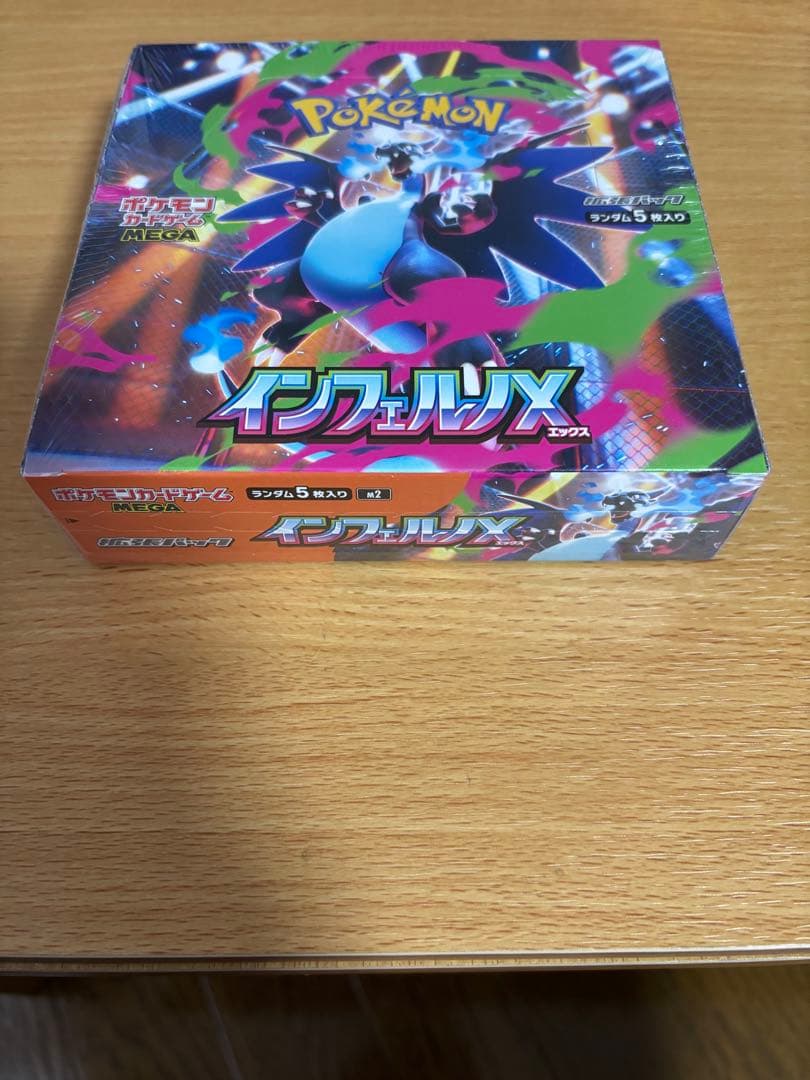 POKÉMON
ポケモン
カードゲーム
MEGA
拡張パック
ランダム5枚入り
インフェルノX
エックス
ポケモンカードゲーム
MEGA
ランダム5枚入り M2
拡張パック
インフェルノX
エックス